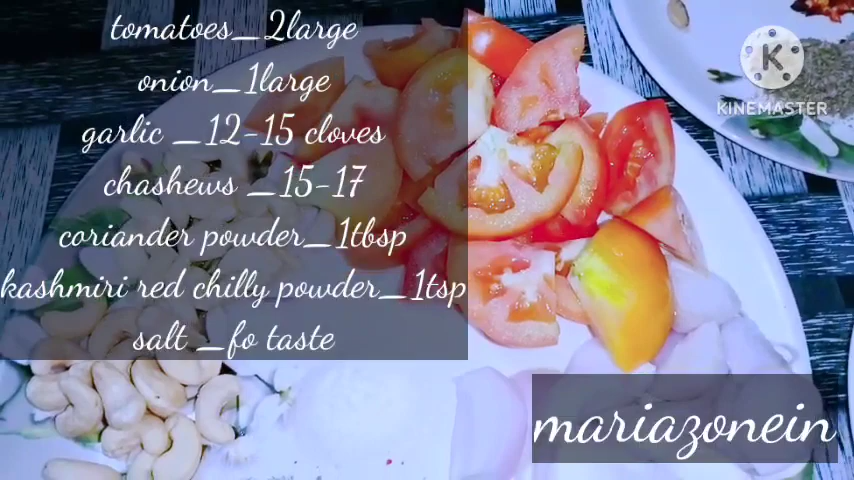 tomatoes_2large
onion_1large
garlic _12-15 cloves
chashews _15-17
coriander powder_1tbsp
kashmiri red chilly powder_1tsp
salt _fo taste
K
KINEMASTER
mariazonein